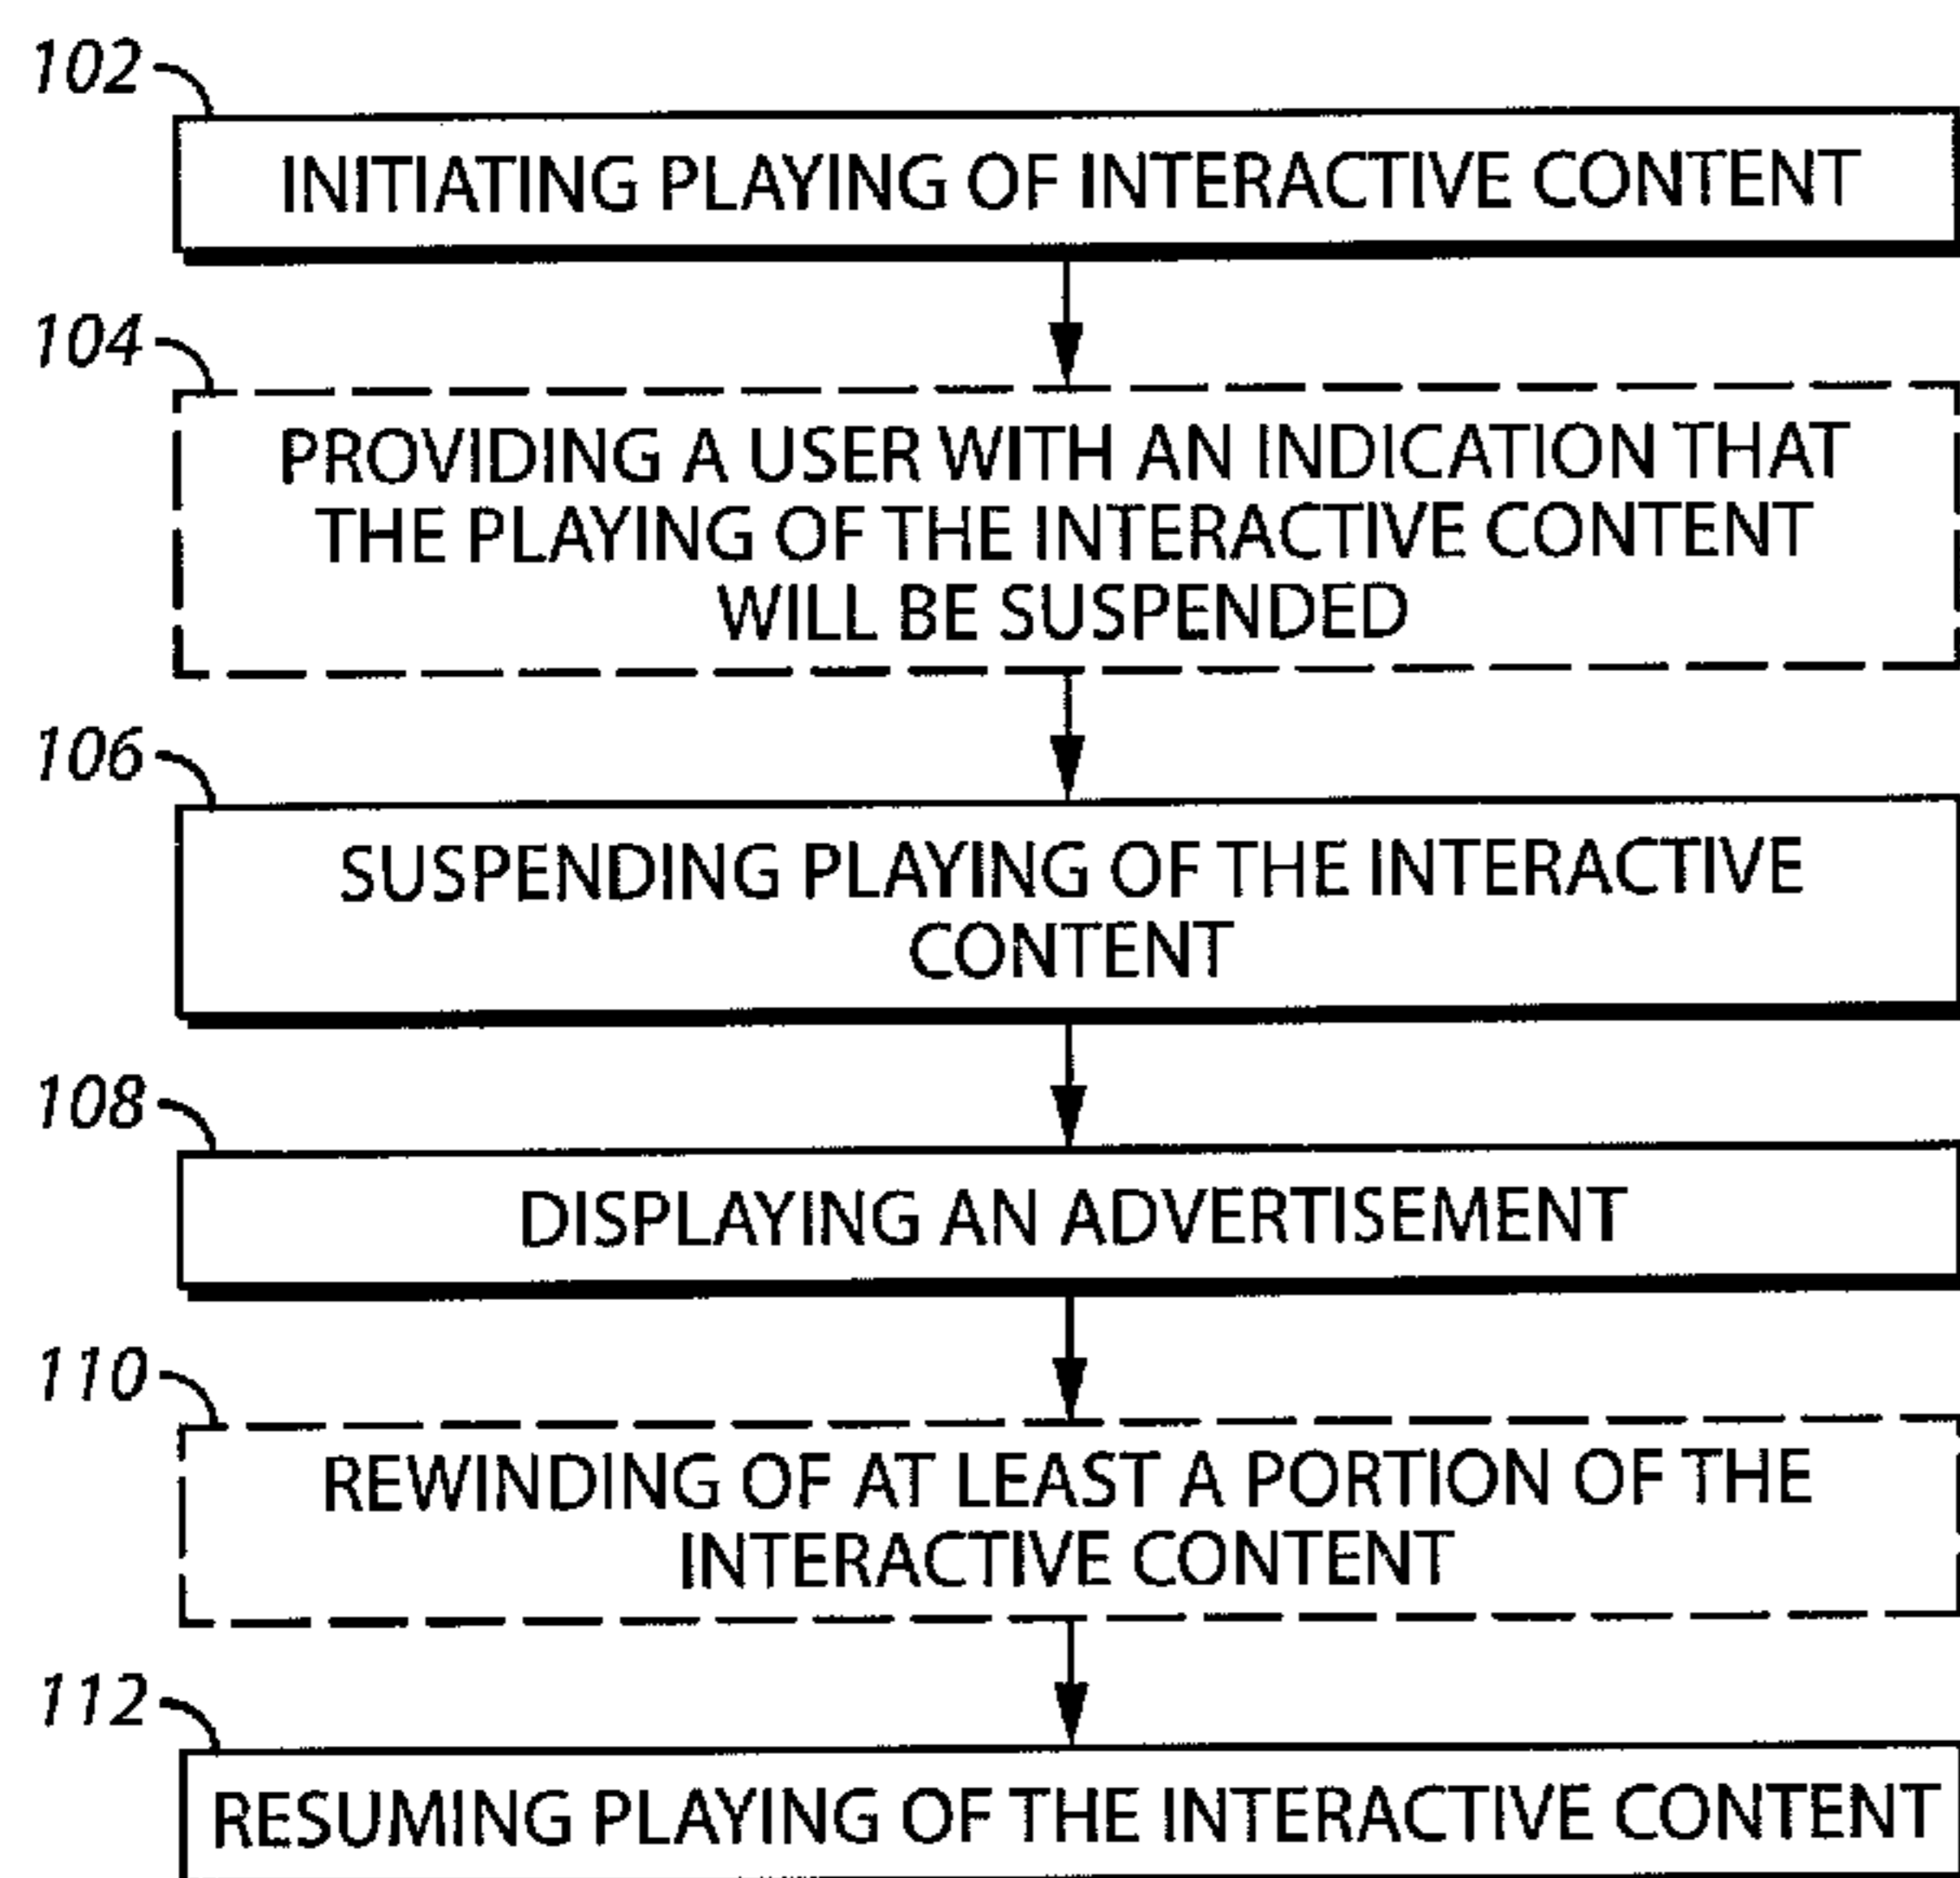 102
INITIATING PLAYING OF INTERACTIVE CONTENT
104
PROVIDING A USER WITH AN INDICATION THAT
THE PLAYING OF THE INTERACTIVE CONTENT
WILL BE SUSPENDED
106
SUSPENDING PLAYING OF THE INTERACTIVE
CONTENT
108
DISPLAYING AN ADVERTISEMENT
110
REWINDING OF AT LEAST A PORTION OF THE
INTERACTIVE CONTENT
112
RESUMING PLAYING OF THE INTERACTIVE CONTENT